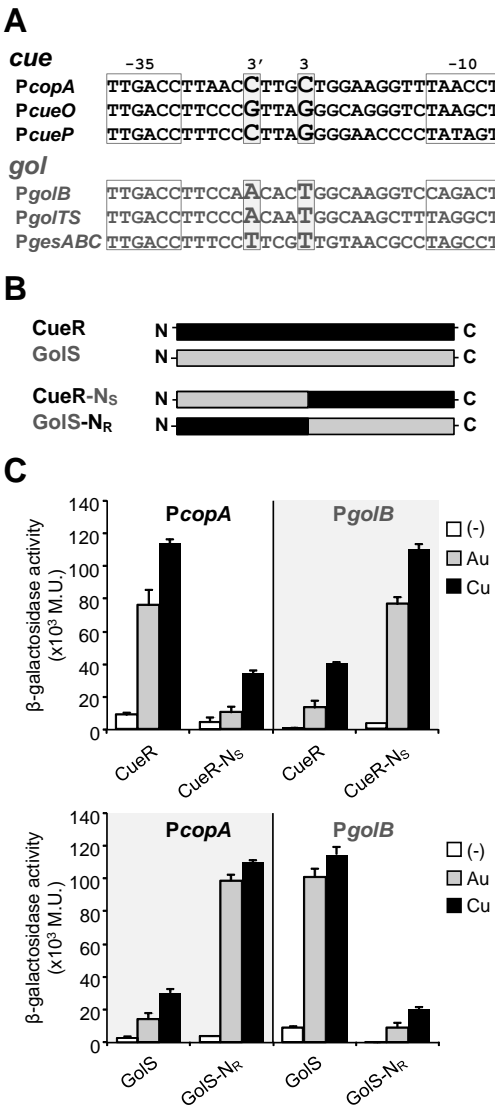 A
-35 3′ 3 -10
cue
PcopA TTGACCTTAACCTTGCTGGAAGGTTTAACCT
PcueO TTGACCTTCCCGTTAGGGCAGGGTCTAAGCT
PcueP TTGACCTTTCCCTTAGGGGAACCCCTATAGT
gol
PgolB TTGACCTTCCAACACTGGCAAGGTCCAGACT
PgolTS TTGACCTTTCCACAATGGCAAGCTTTAGGCT
PgesABC TTGACCTTTCCTTCGTTGTAACGCCTAGCCT
B
CueR N C
GolS N C
CueR-NS N C
GolS-NR N C
C
PcopA PgolB
β-galactosidase activity
(x10³ M.U.)
140
120
100
80
60
40
20
0
(-)
Au
Cu
CueR CueR-NS CueR CueR-NS
PcopA PgolB
β-galactosidase activity
(x10³ M.U.)
140
120
100
80
60
40
20
0
(-)
Au
Cu
GolS GolS-NR GolS GolS-NR